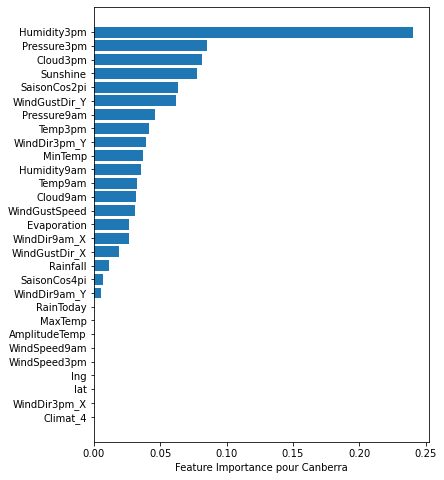 Humidity3pm
Pressure3pm
Cloud3pm
Sunshine
SaisonCos2pi
WindGustDir_Y
Pressure9am
Temp3pm
WindDir3pm_Y
MinTemp
Humidity9am
Temp9am
Cloud9am
WindGustSpeed
Evaporation
WindDir9am_X
WindGustDir_X
Rainfall
SaisonCos4pi
WindDir9am_Y
RainToday
MaxTemp
AmplitudeTemp
WindSpeed9am
WindSpeed3pm
lng
lat
WindDir3pm_X
Climat_4
0.00 0.05 0.10 0.15 0.20 0.25
Feature Importance pour Canberra